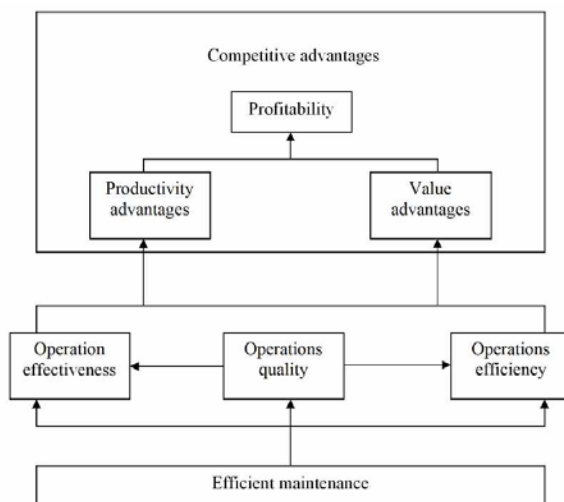 Competitive advantages
Profitability
Productivity
advantages
Value
advantages
Operation
effectiveness
Operations
quality
Operations
efficiency
Efficient maintenance